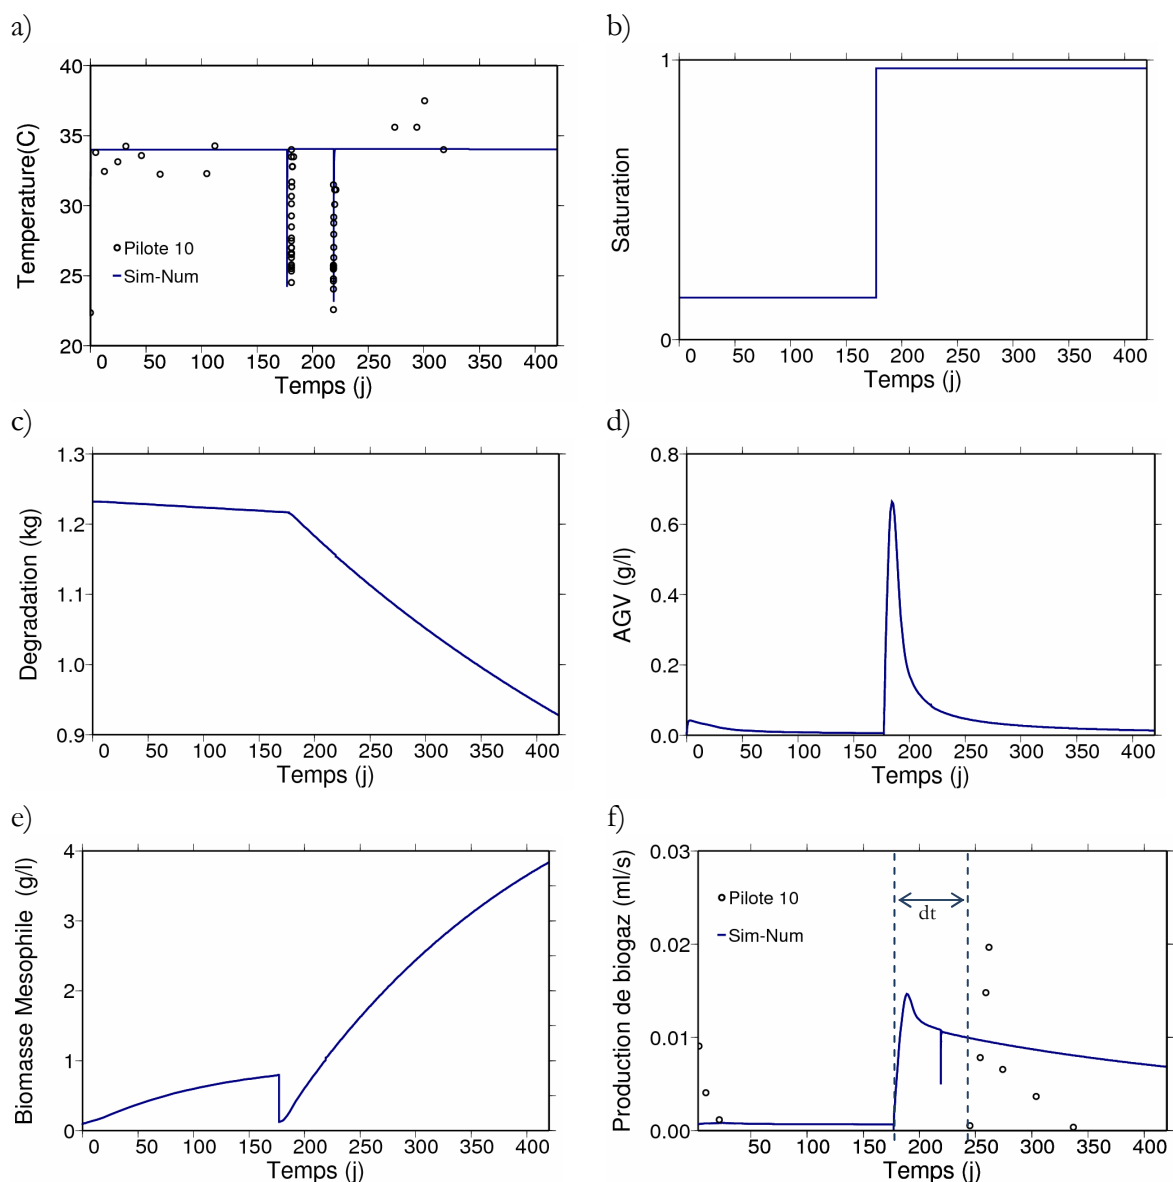 a)
b)
40
35
30
25
20
Temperature(C)
Pilote 10
Sim-Num
0 50 100 150 200 250 300 350 400
Temps (j)
1
0
Saturation
50 100 150 200 250 300 350 400
Temps (j)
c)
d)
1.3
1.2
1.1
1.0
0.9
Degradation (kg)
0 50 100 150 200 250 300 350 400
Temps (j)
0.8
0.6
0.4
0.2
0.0
AGV (g/l)
0 50 100 150 200 250 300 350 400
Temps (j)
e)
f)
4
3
2
1
0
Biomasse Mesophile (g/l)
0 50 100 150 200 250 300 350 400
Temps (j)
0.03
0.02
0.01
0.00
Production de biogaz (ml/s)
Pilote 10
Sim-Num
dt
50 100 150 200 250 300 350 400
Temps (j)